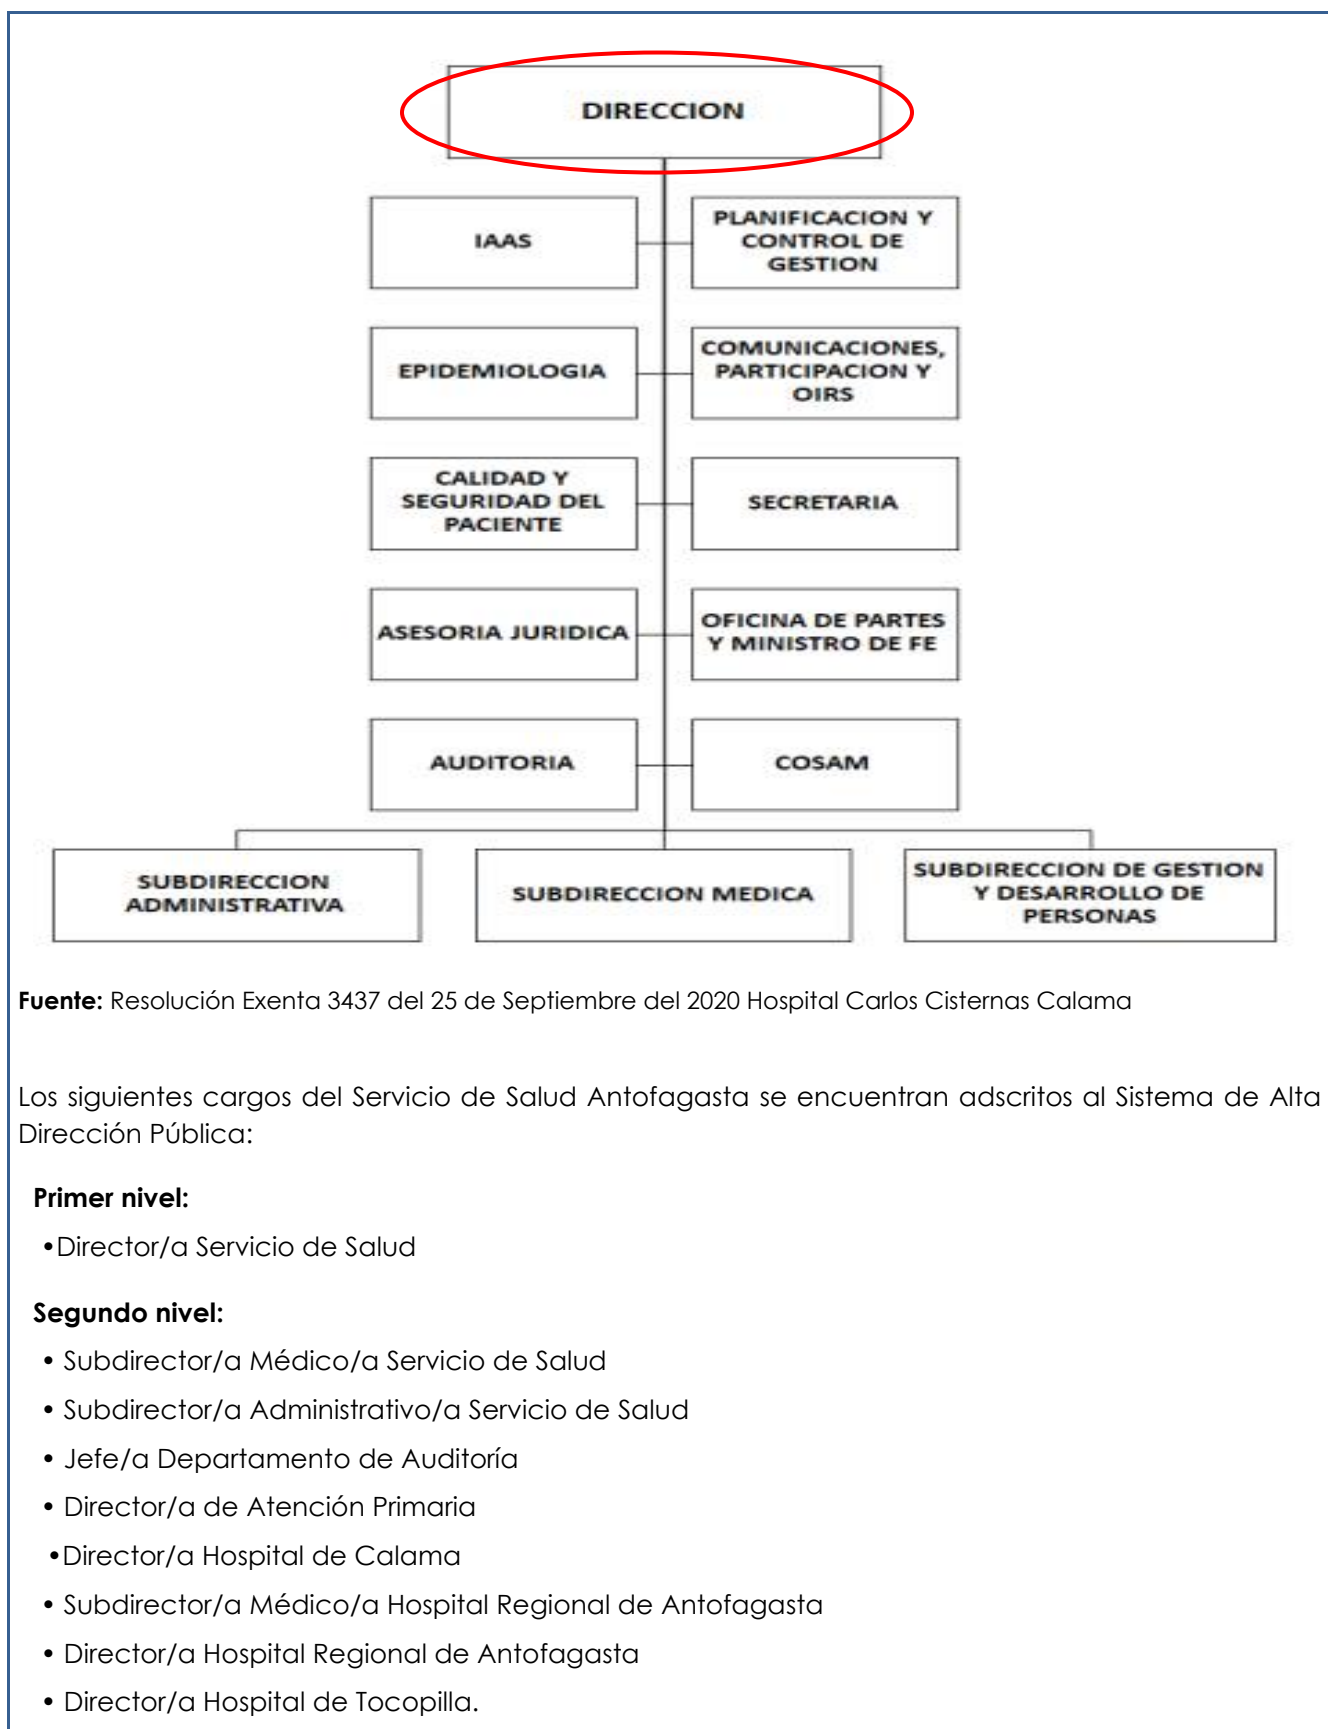 DIRECCION
IAAS
PLANIFICACION Y
CONTROL DE
GESTION
EPIDEMIOLOGIA
COMUNICACIONES,
PARTICIPACION Y
OIRS
CALIDAD Y
SEGURIDAD DEL
PACIENTE
SECRETARIA
ASESORIA JURIDICA
OFICINA DE PARTES
Y MINISTRO DE FE
AUDITORIA
COSAM
SUBDIRECCION
ADMINISTRATIVA
SUBDIRECCION MEDICA
SUBDIRECCION DE GESTION
Y DESARROLLO DE
PERSONAS
Fuente: Resolución Exenta 3437 del 25 de Septiembre del 2020 Hospital Carlos Cisternas Calama
Los siguientes cargos del Servicio de Salud Antofagasta se encuentran adscritos al Sistema de Alta
Dirección Pública:
Primer nivel:
•Director/a Servicio de Salud
Segundo nivel:
• Subdirector/a Médico/a Servicio de Salud
• Subdirector/a Administrativo/a Servicio de Salud
• Jefe/a Departamento de Auditoría
• Director/a de Atención Primaria
•Director/a Hospital de Calama
• Subdirector/a Médico/a Hospital Regional de Antofagasta
• Director/a Hospital Regional de Antofagasta
• Director/a Hospital de Tocopilla.